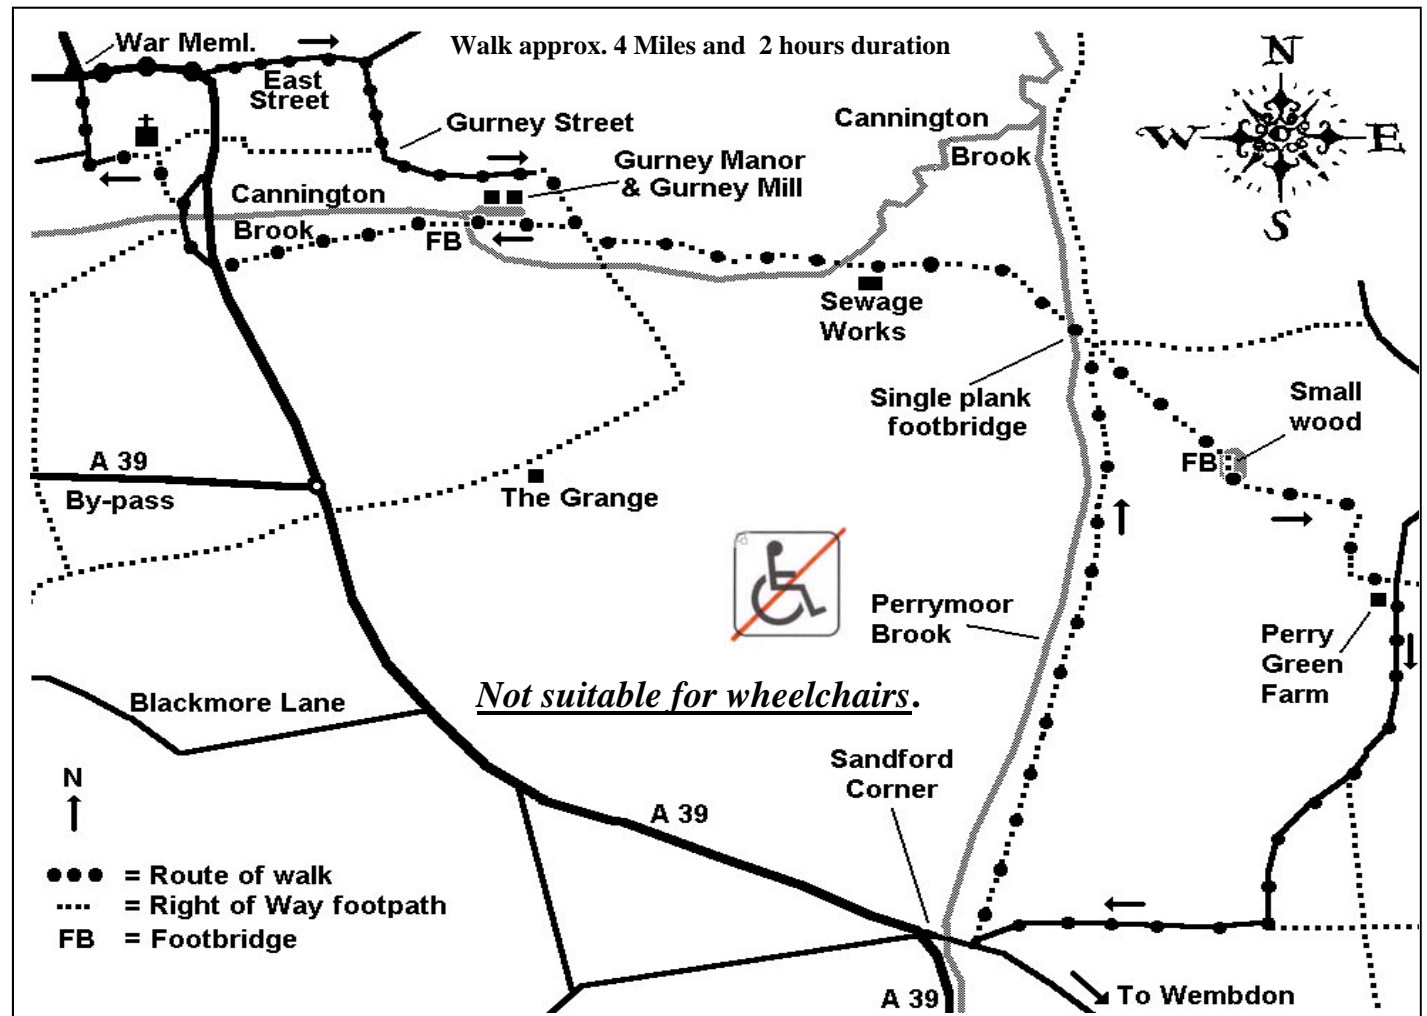 War Meml.
Walk approx. 4 Miles and 2 hours duration
N
W
E
S
East
Street
Gurney Street
Cannington
Brook
Gurney Manor
& Gurney Mill
Cannington
Brook
FB
Sewage
Works
Single plank
footbridge
Small
wood
FB
A 39
By-pass
The Grange
Perrymoor
Brook
Perry
Green
Farm
Not suitable for wheelchairs.
Blackmore Lane
Sandford
Corner
N
A 39
= Route of walk
= Right of Way footpath
FB = Footbridge
A 39
To Wembdon